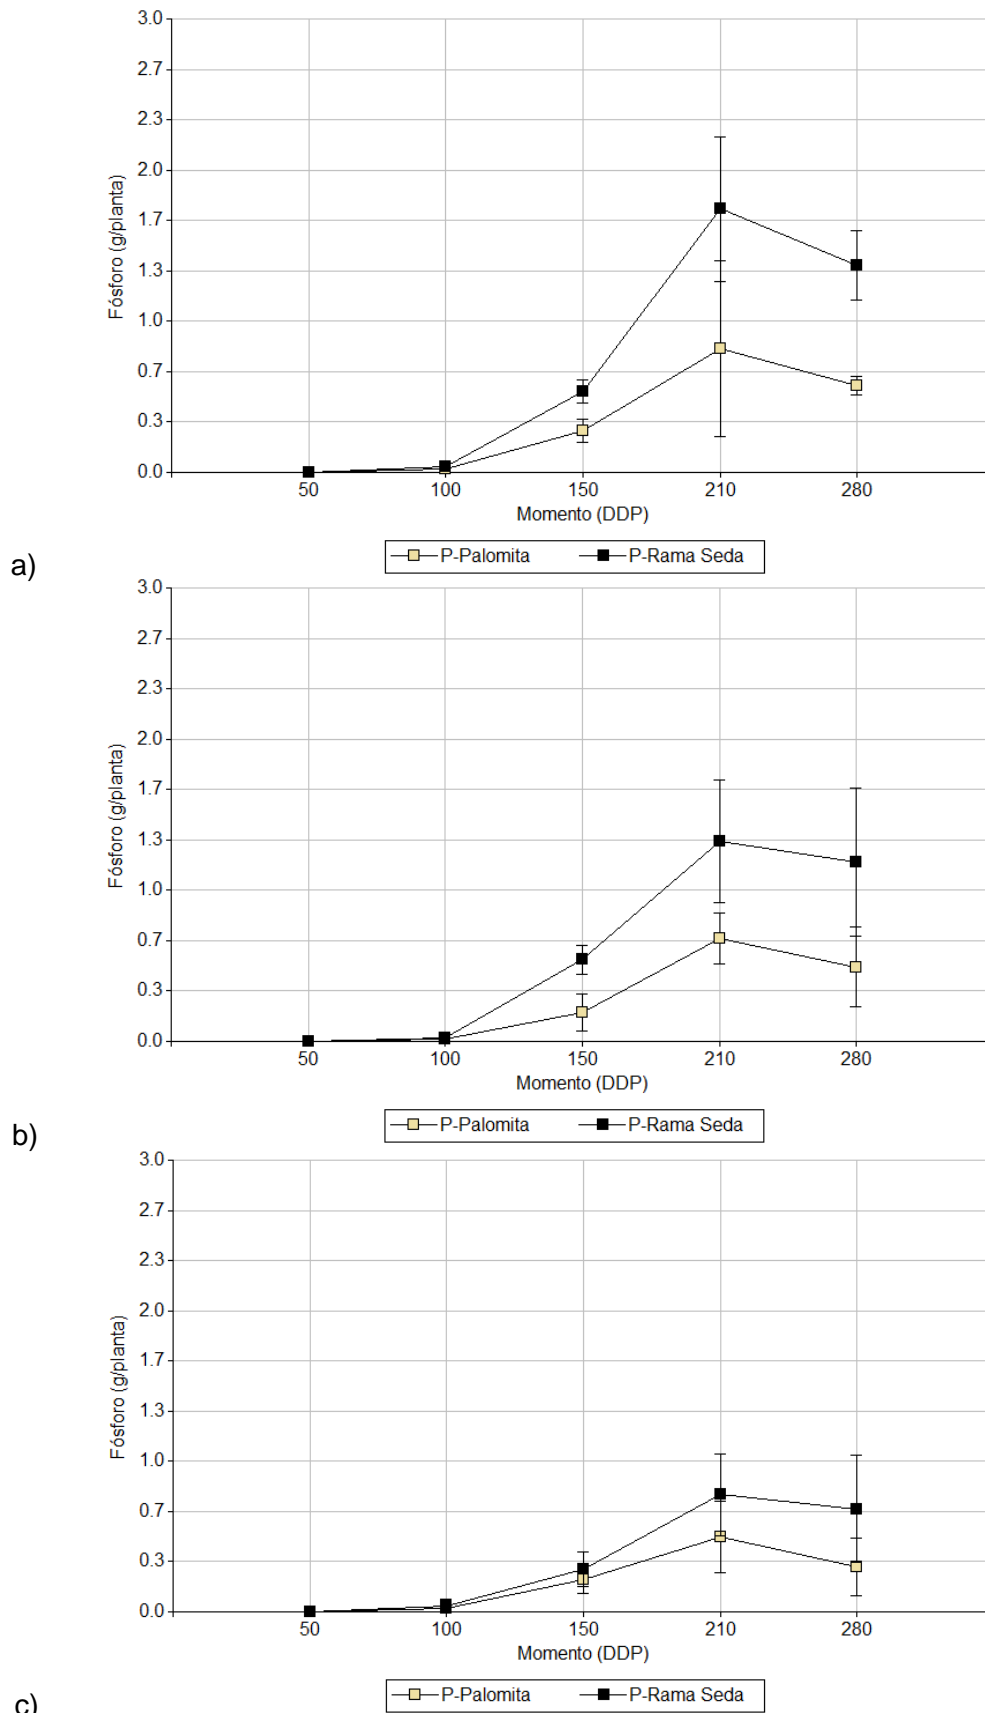 3.0
2.7
2.3
2.0
1.7
1.3
1.0
0.7
0.3
0.0
Fósforo (g/planta)
50 100 150 210 280
Momento (DDP)
P-Palomita P-Rama Seda
a)
3.0
2.7
2.3
2.0
1.7
1.3
1.0
0.7
0.3
0.0
Fósforo (g/planta)
50 100 150 210 280
Momento (DDP)
P-Palomita P-Rama Seda
b)
3.0
2.7
2.3
2.0
1.7
1.3
1.0
0.7
0.3
0.0
Fósforo (g/planta)
50 100 150 210 280
Momento (DDP)
P-Palomita P-Rama Seda
c)